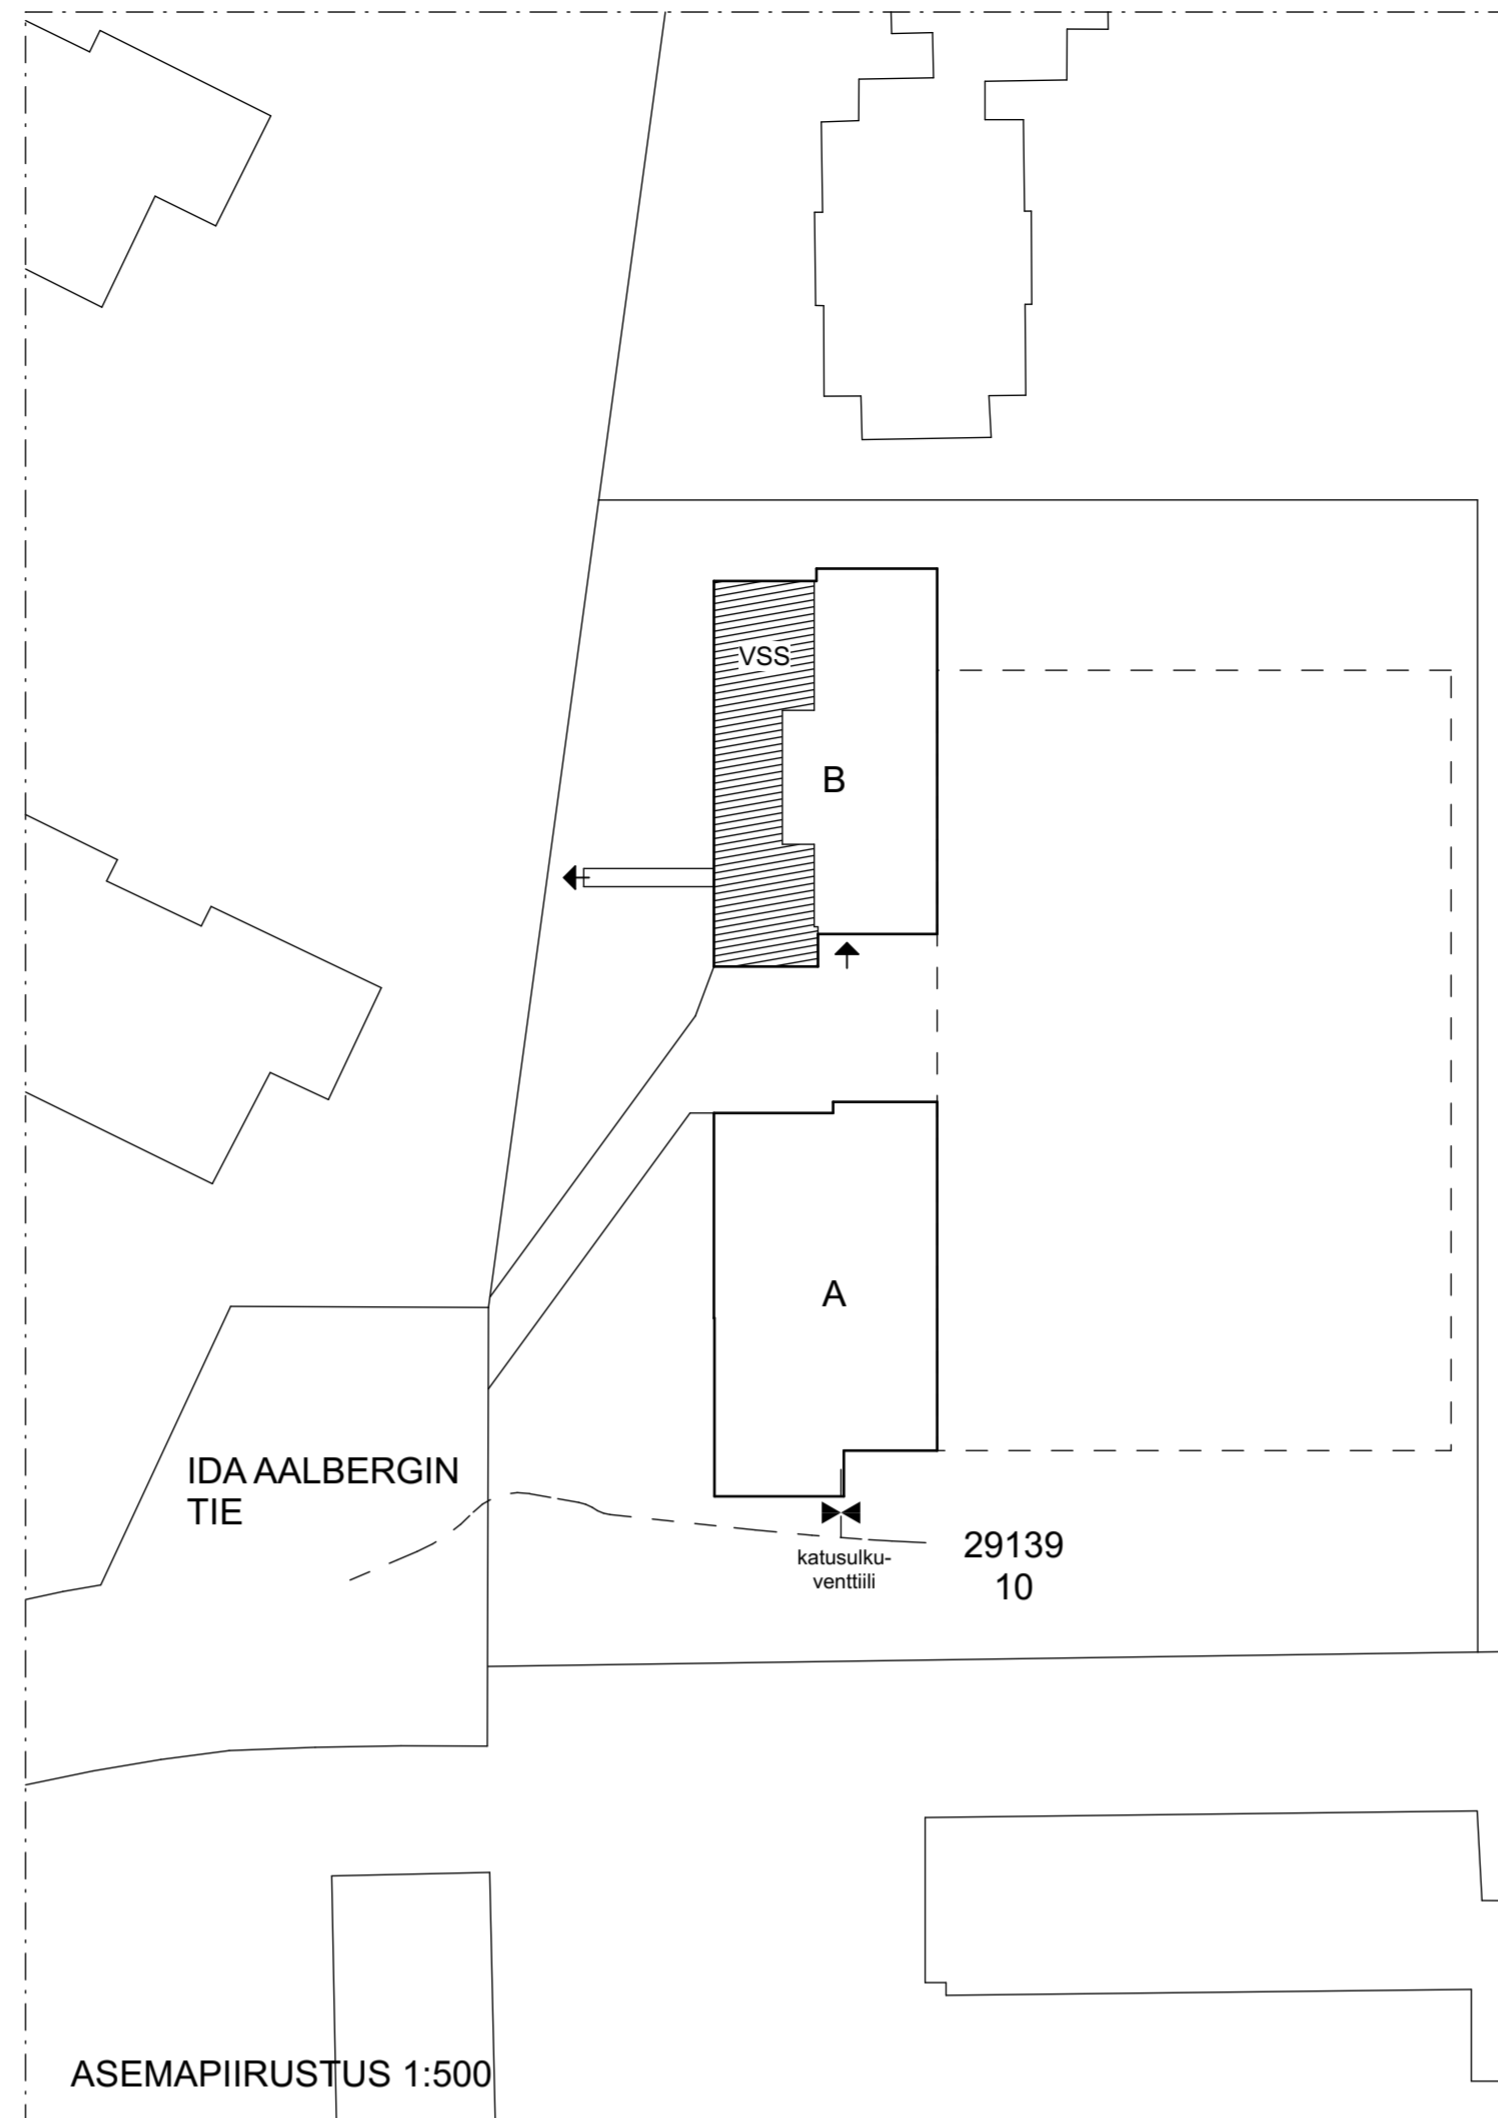 VSS
B
A
IDA AALBERGIN
TIE
katusulku-
venttiili
29139
10
ASEMAPIIRUSTUS 1:500